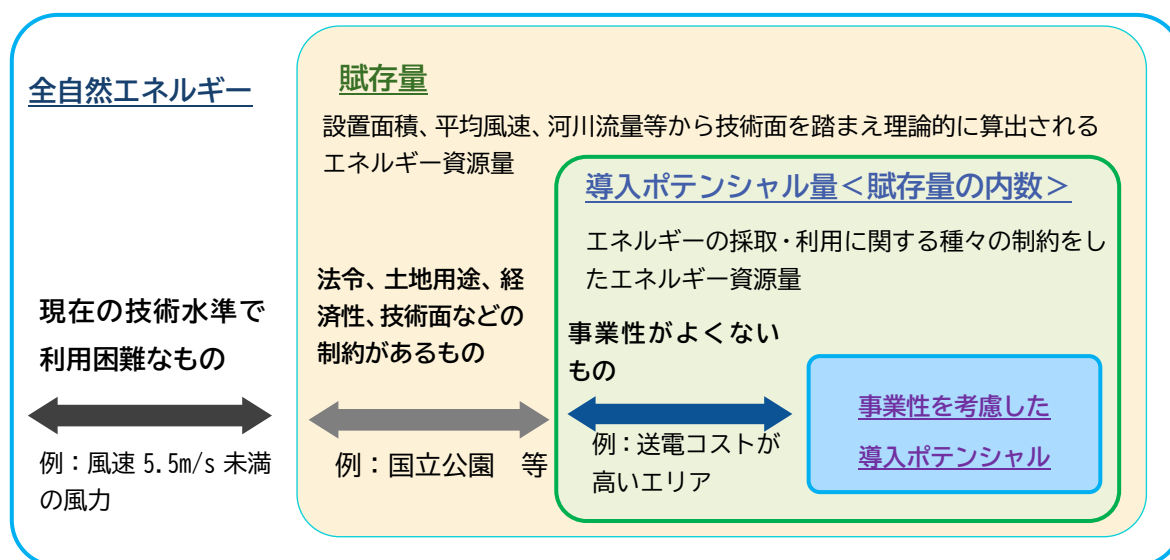 全自然エネルギー
賦存量
設置面積、平均風速、河川流量等から技術面を踏まえ理論的に算出される
エネルギー資源量
導入ポテンシャル量＜賦存量の内数＞
エネルギーの採取・利用に関する種々の制約をし
たエネルギー資源量
現在の技術水準で
利用困難なもの
例：風速 5.5m/s 未満
の風力
法令、土地用途、経
済性、技術面などの
制約があるもの
例：国立公園　等
事業性がよくない
もの
例：送電コストが
高いエリア
事業性を考慮した
導入ポテンシャル